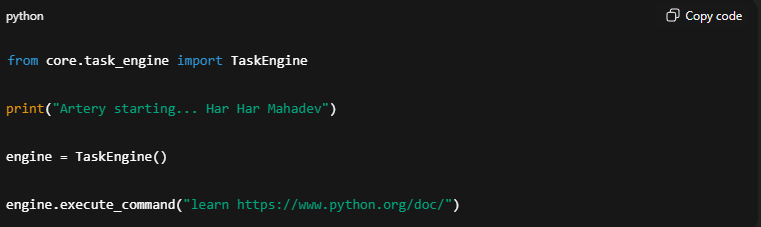 python
Copy code
from core.task_engine import TaskEngine
print("Artery starting... Har Har Mahadev")
engine = TaskEngine()
engine.execute_command("learn https://www.python.org/doc/")